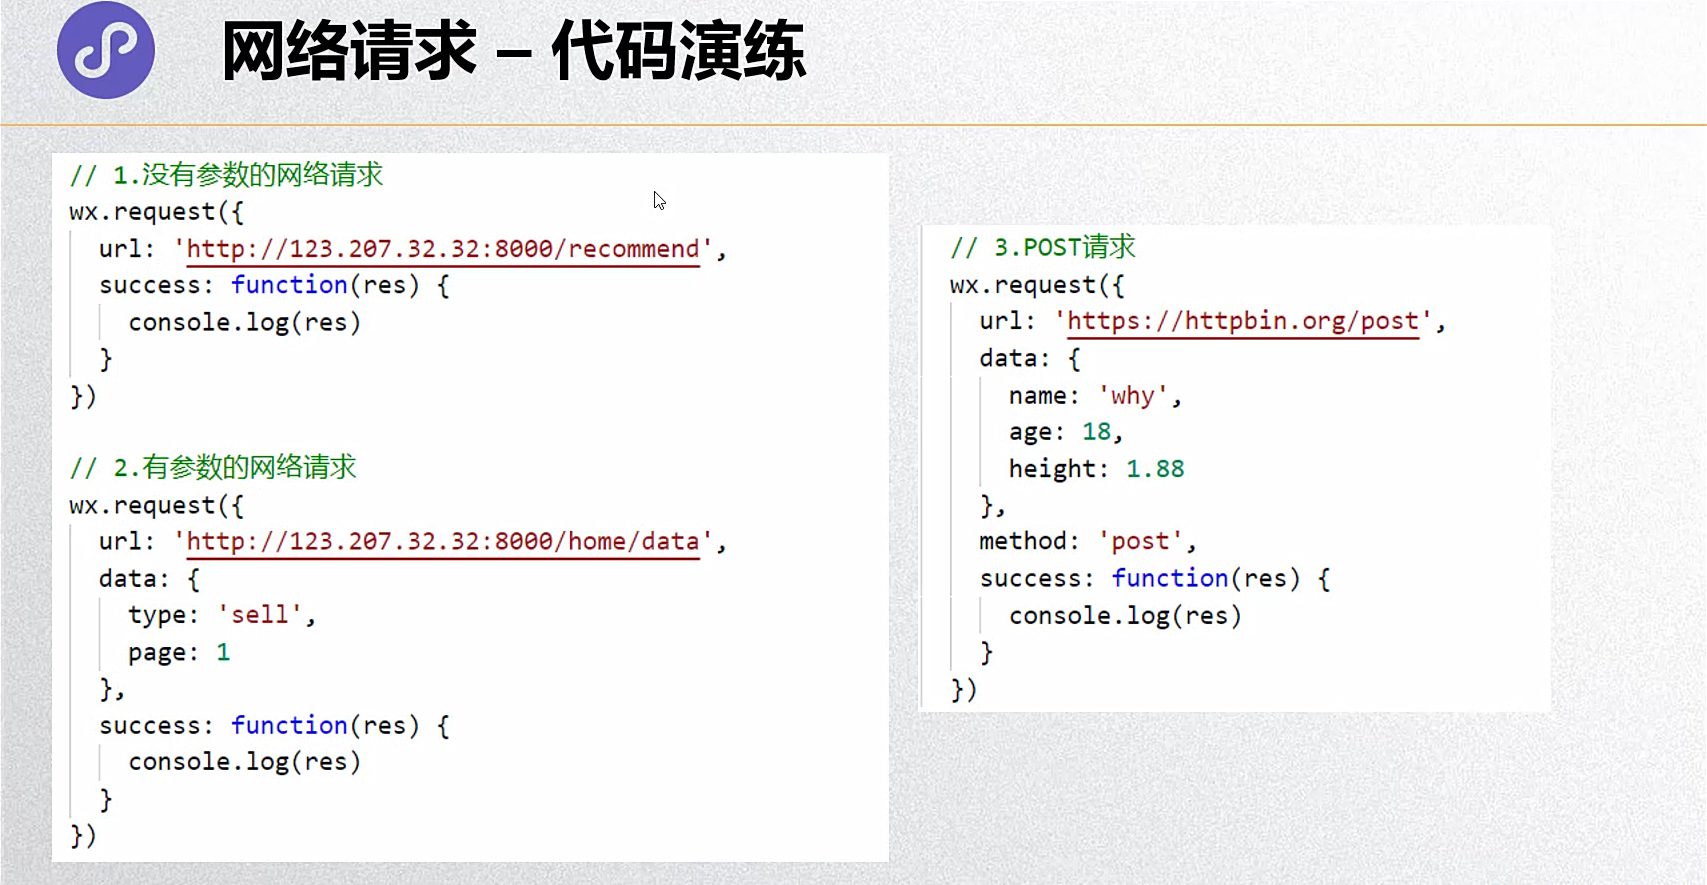 网络请求 – 代码演练
// 1.没有参数的网络请求
wx.request({
  url: 'http://123.207.32.32:8000/recommend',
  success: function(res) {
    console.log(res)
  }
})
// 2.有参数的网络请求
wx.request({
  url: 'http://123.207.32.32:8000/home/data',
  data: {
    type: 'sell',
    page: 1
  },
  success: function(res) {
    console.log(res)
  }
})
// 3.POST请求
wx.request({
  url: 'https://httpbin.org/post',
  data: {
    name: 'why',
    age: 18,
    height: 1.88
  },
  method: 'post',
  success: function(res) {
    console.log(res)
  }
})